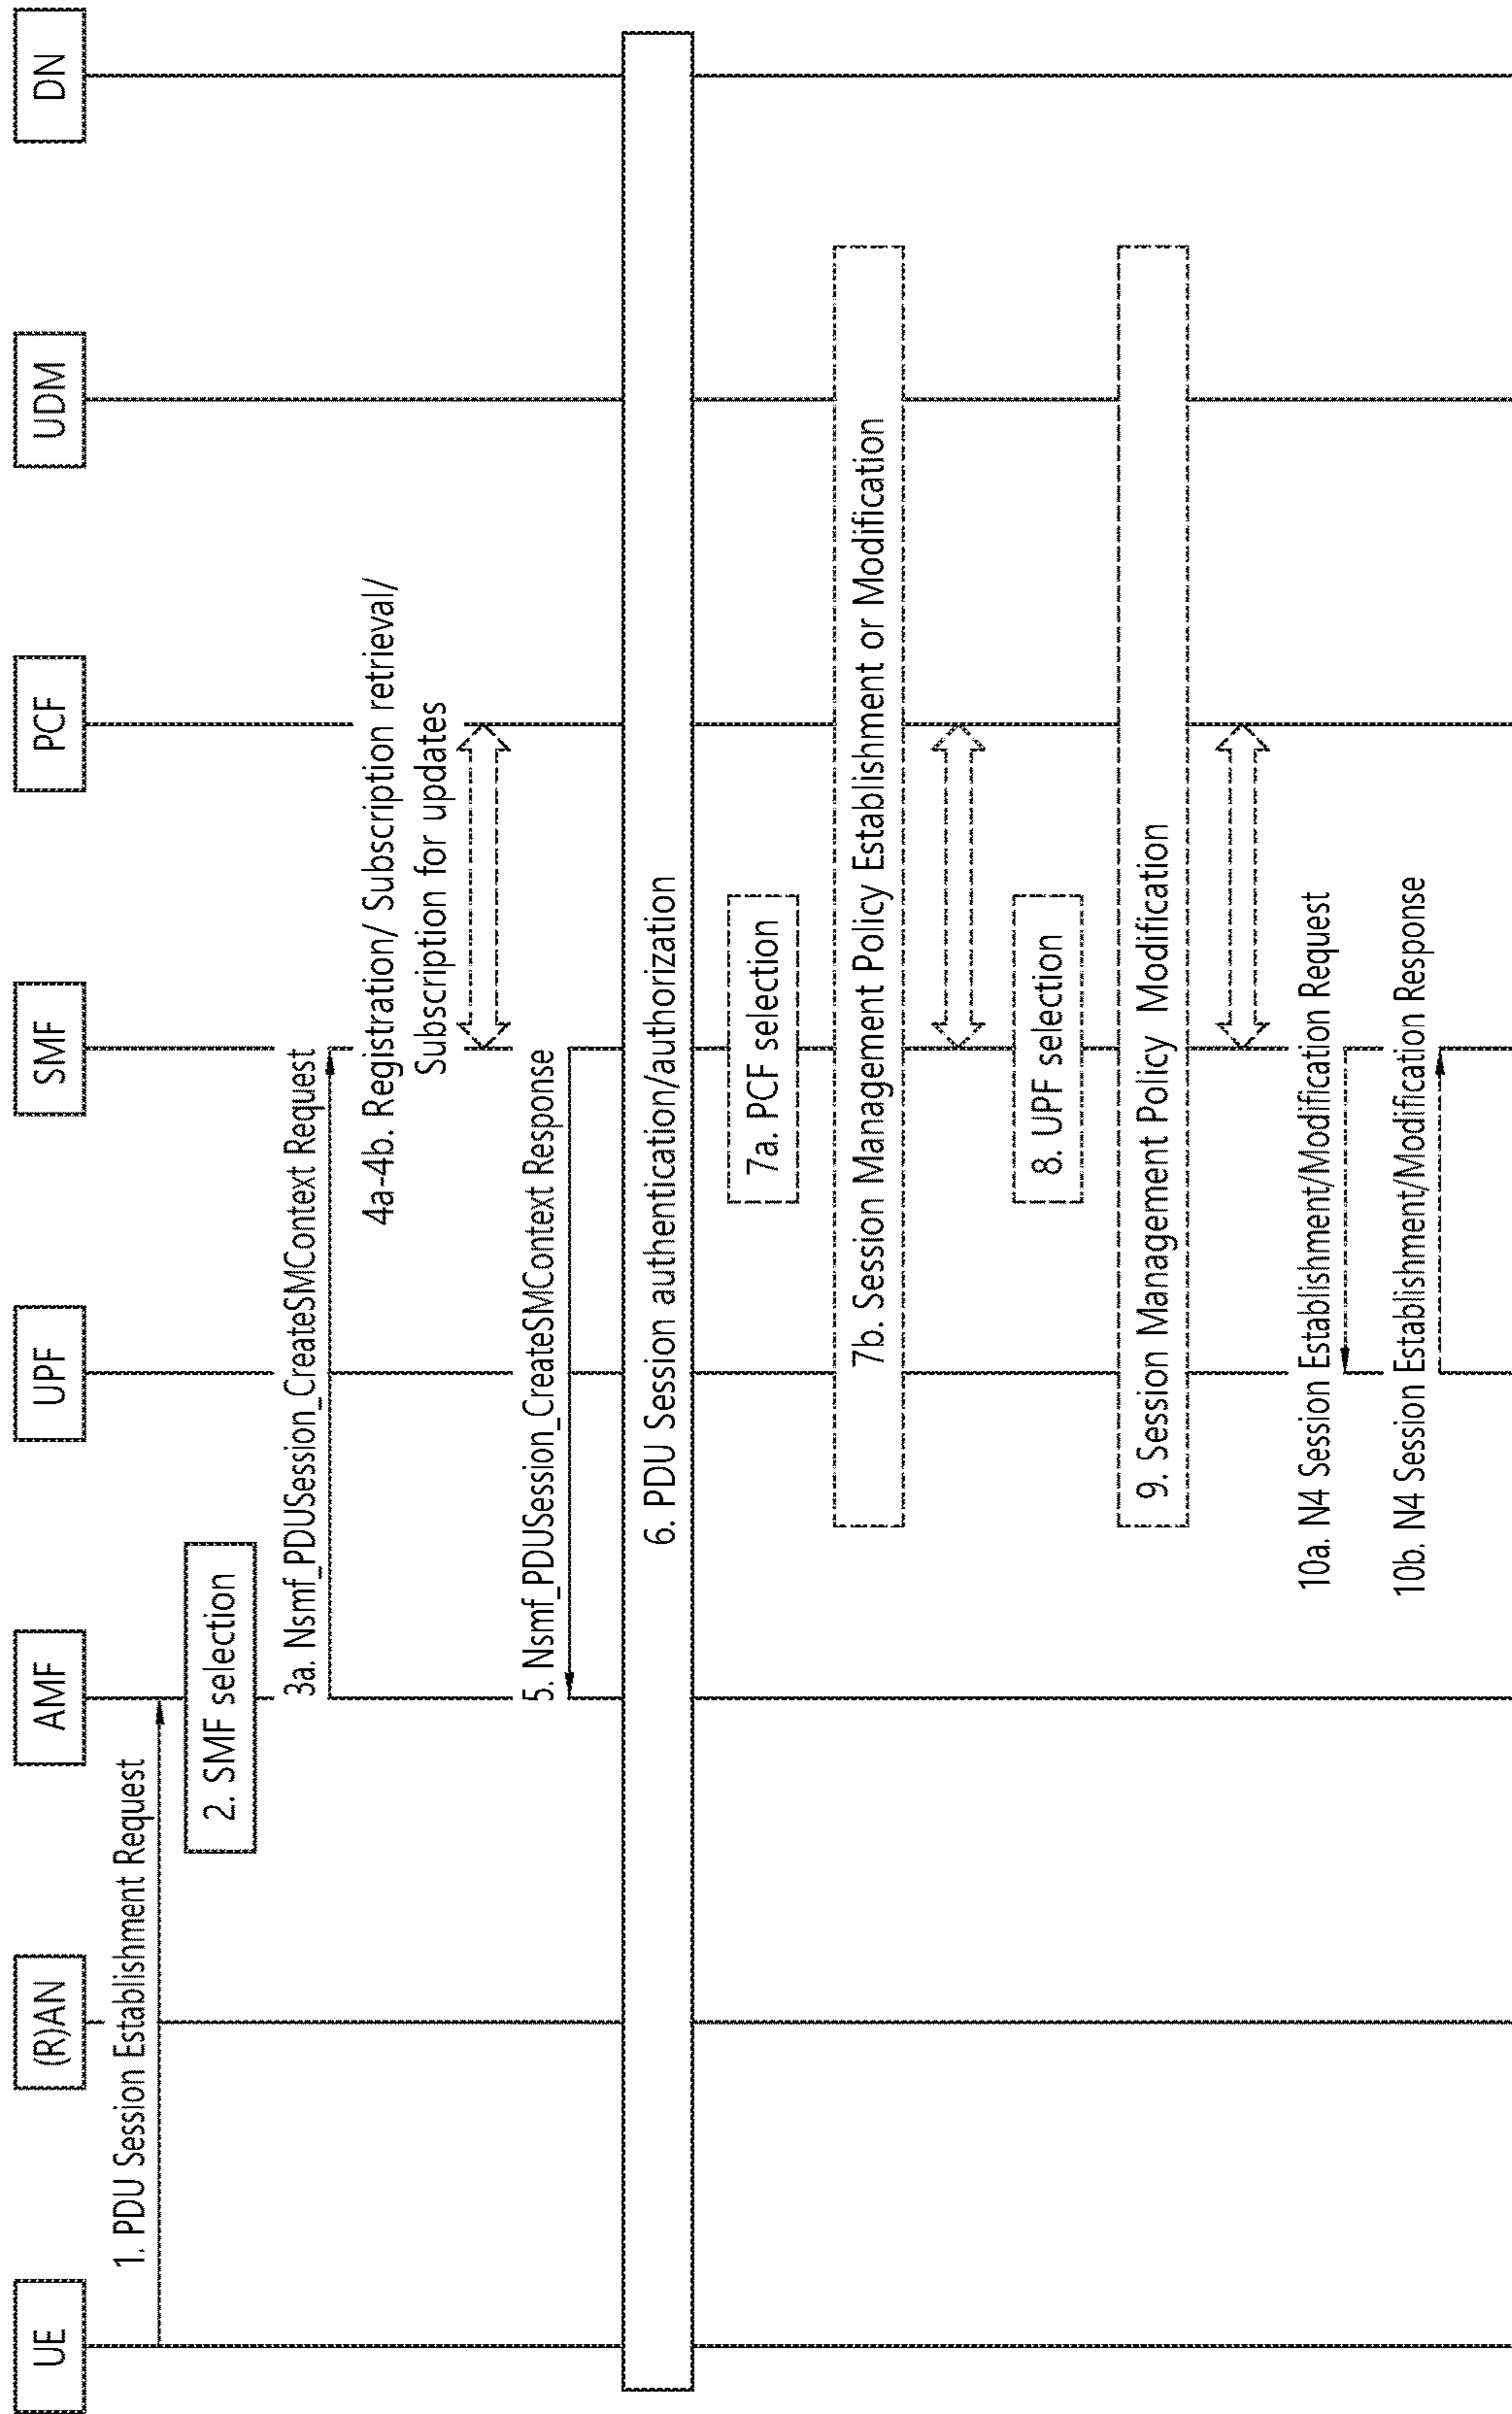 UE
(R)AN
AMF
UPF
SMF
PCF
UDM
DN
1. PDU Session Establishment Request
2. SMF selection
3a. Nsmf_PDUSession_CreateSMContext Request
4a-4b. Registration/ Subscription retrieval/
Subscription for updates
5. Nsmf_PDUSession_CreateSMContext Response
6. PDU Session authentication/authorization
7a. PCF selection
7b. Session Management Policy Establishment or Modification
8. UPF selection
9. Session Management Policy Modification
10a. N4 Session Establishment/Modification Request
10b. N4 Session Establishment/Modification Response